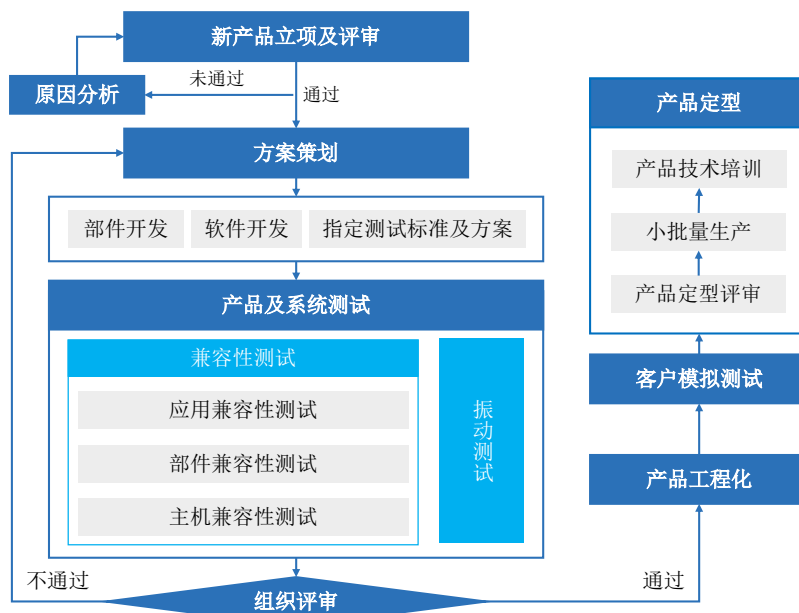 新产品立项及评审
未通过
通过
原因分析
方案策划
部件开发
软件开发
指定测试标准及方案
产品及系统测试
兼容性测试
应用兼容性测试
部件兼容性测试
主机兼容性测试
振动测试
不通过
组织评审
通过
产品工程化
客户模拟测试
产品定型
产品技术培训
小批量生产
产品定型评审